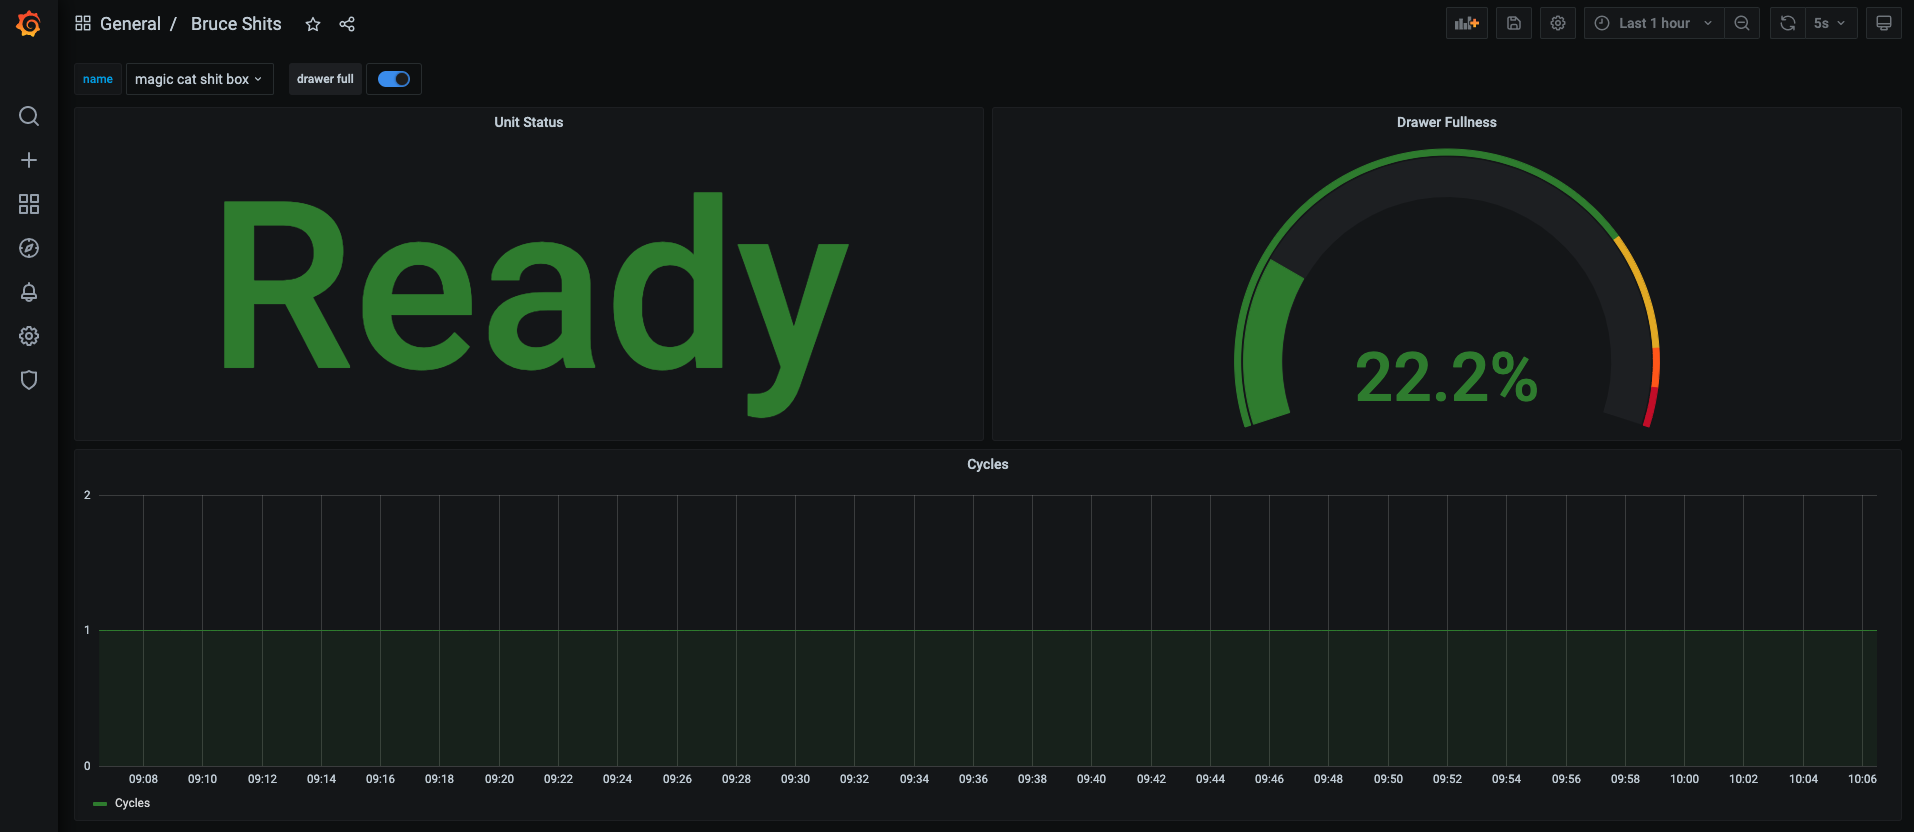 General / Bruce Shits
Last 1 hour
5s
name
magic cat shit box
drawer full
Unit Status
Ready
Drawer Fullness
22.2%
Cycles
2
1
0
09:08 09:10 09:12 09:14 09:16 09:18 09:20 09:22 09:24 09:26 09:28 09:30 09:32 09:34 09:36 09:38 09:40 09:42 09:44 09:46 09:48 09:50 09:52 09:54 09:56 09:58 10:00 10:02 10:04 10:06
Cycles